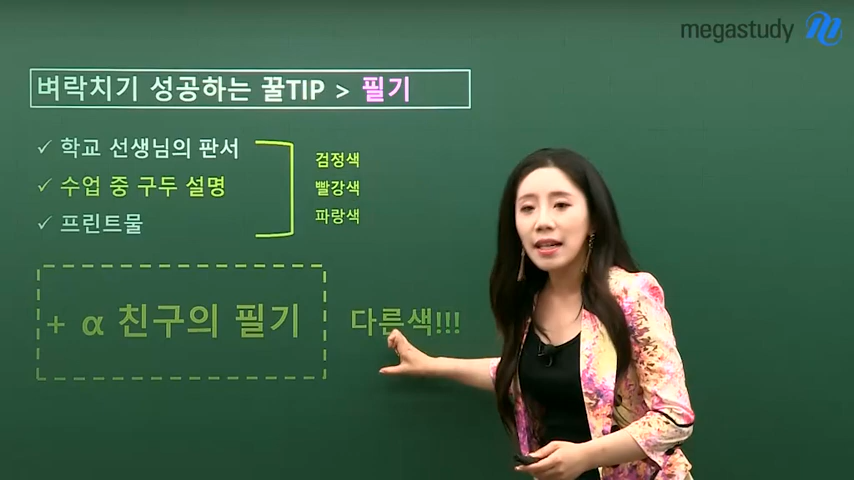 megastudy
벼락치기 성공하는 꿀TIP > 필기
✓ 학교 선생님의 판서
✓ 수업 중 구두 설명
✓ 프린트물
검정색
빨강색
파랑색
+ α 친구의 필기
다른색!!!